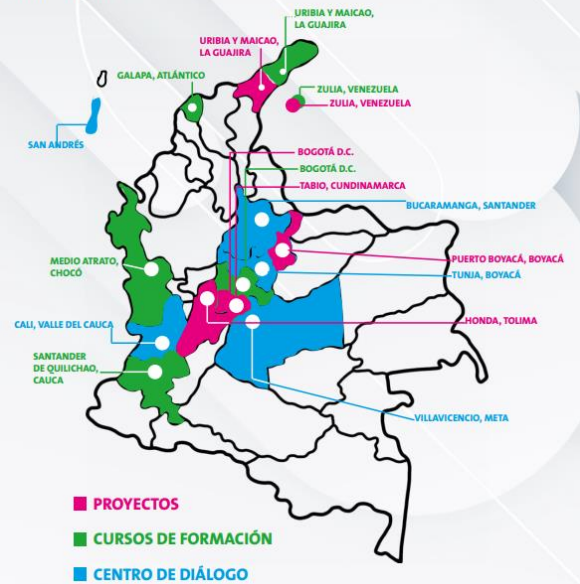 URIBIA Y MAICAO,
LA GUAJIRA
URIBIA Y MAICAO,
LA GUAJIRA
GALAPA, ATLÁNTICO
ZULIA, VENEZUELA
ZULIA, VENEZUELA
SAN ANDRÉS
BOGOTÁ D.C.
BOGOTÁ D.C.
TABIO, CUNDINAMARCA
BUCARAMANGA, SANTANDER
MEDIO ATRATO,
CHOCÓ
PUERTO BOYACÁ, BOYACÁ
TUNJA, BOYACÁ
CALI, VALLE DEL CAUCA
HONDA, TOLIMA
SANTANDER
DE QUILICHAO,
CAUCA
VILLAVICENCIO, META
PROYECTOS
CURSOS DE FORMACIÓN
CENTRO DE DIÁLOGO